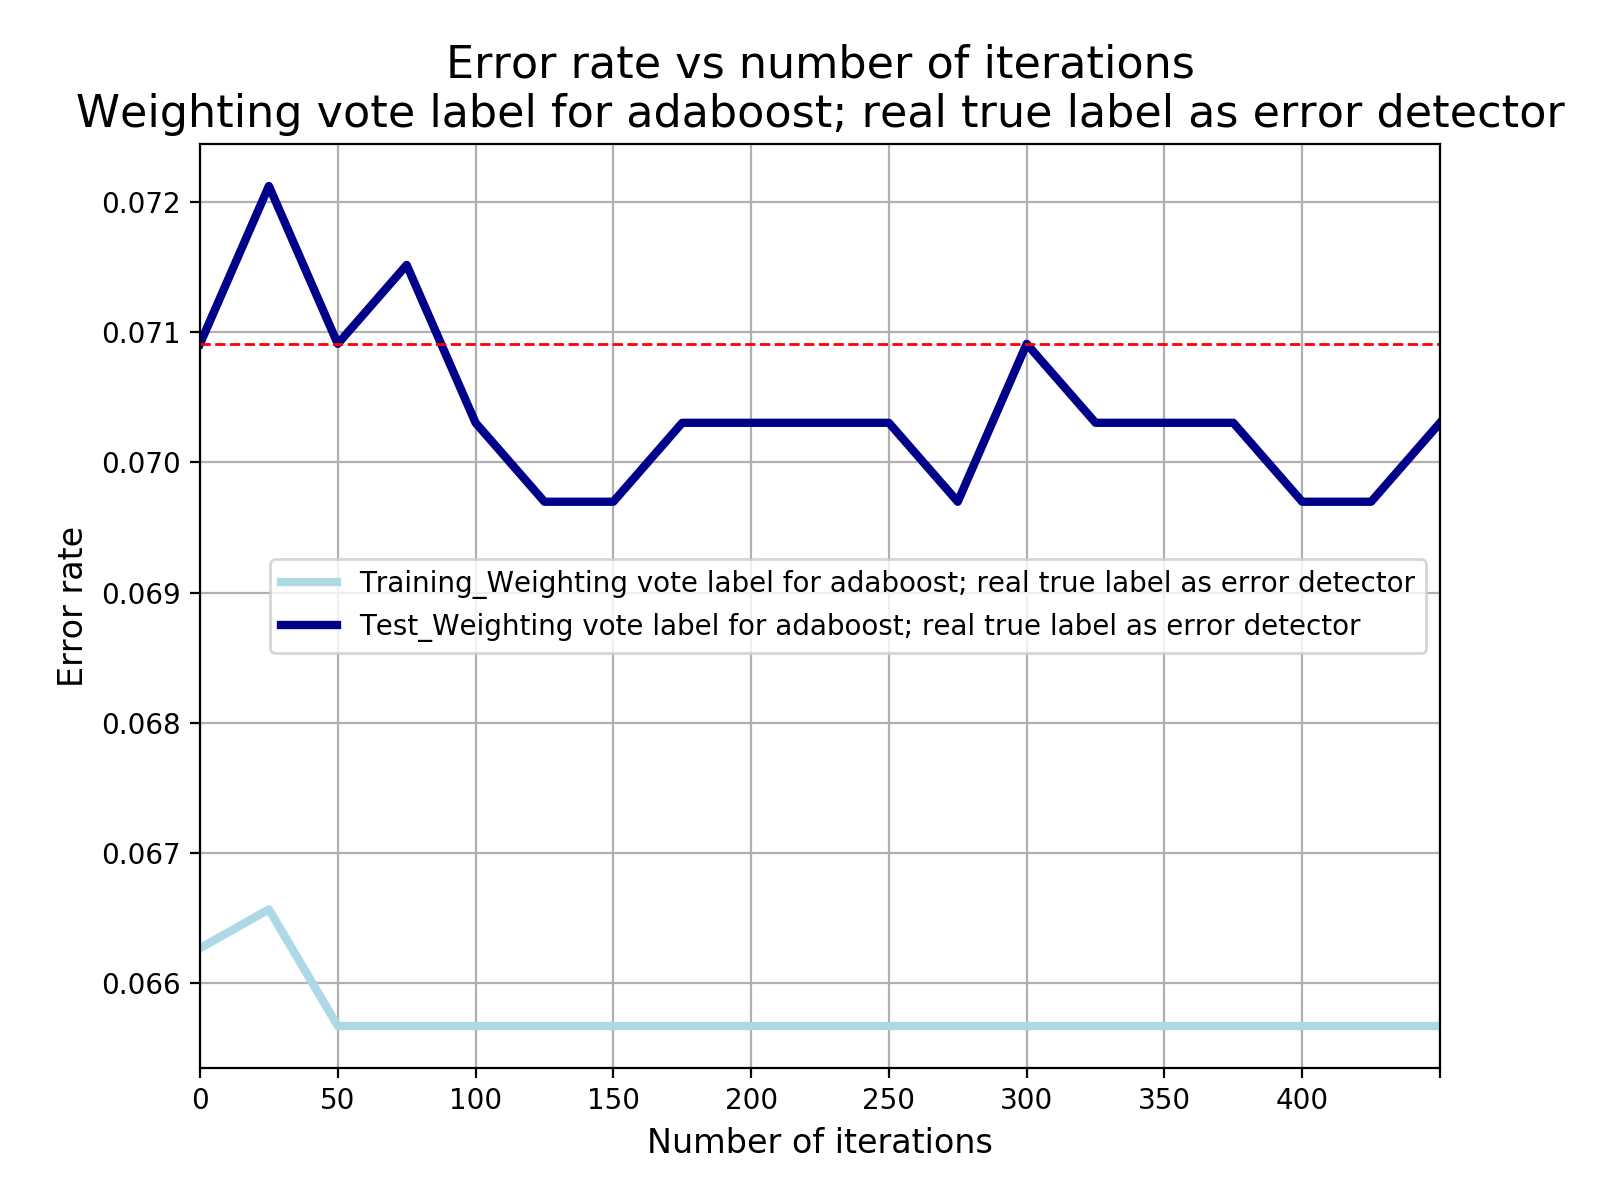 Error rate vs number of iterations
Weighting vote label for adaboost; real true label as error detector
0.072
0.071
0.070
0.069
0.068
0.067
0.066
Error rate
Training_Weighting vote label for adaboost; real true label as error detector
Test_Weighting vote label for adaboost; real true label as error detector
0 50 100 150 200 250 300 350 400
Number of iterations